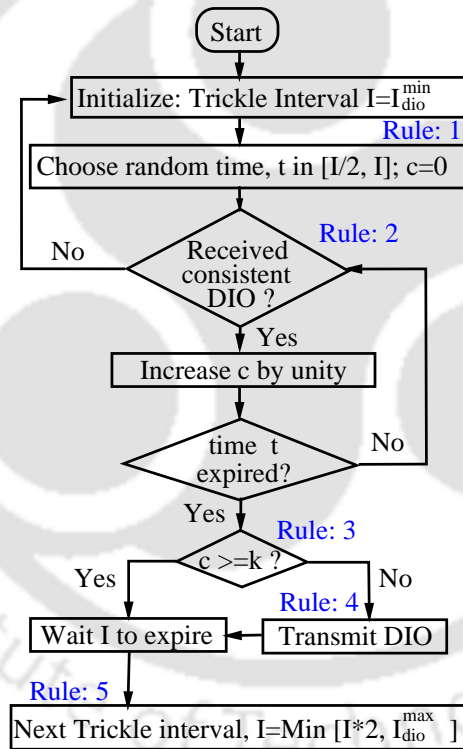 Start
Initialize: Trickle Interval I=I_dio^min
Rule: 1
Choose random time, t in [I/2, I]; c=0
Rule: 2
No
Received
consistent
DIO ?
Yes
Increase c by unity
time t
expired?
No
Yes
Rule: 3
c >=k ?
Yes
No
Rule: 4
Wait I to expire
Transmit DIO
Rule: 5
Next Trickle interval, I=Min [I*2, I_dio^max ]